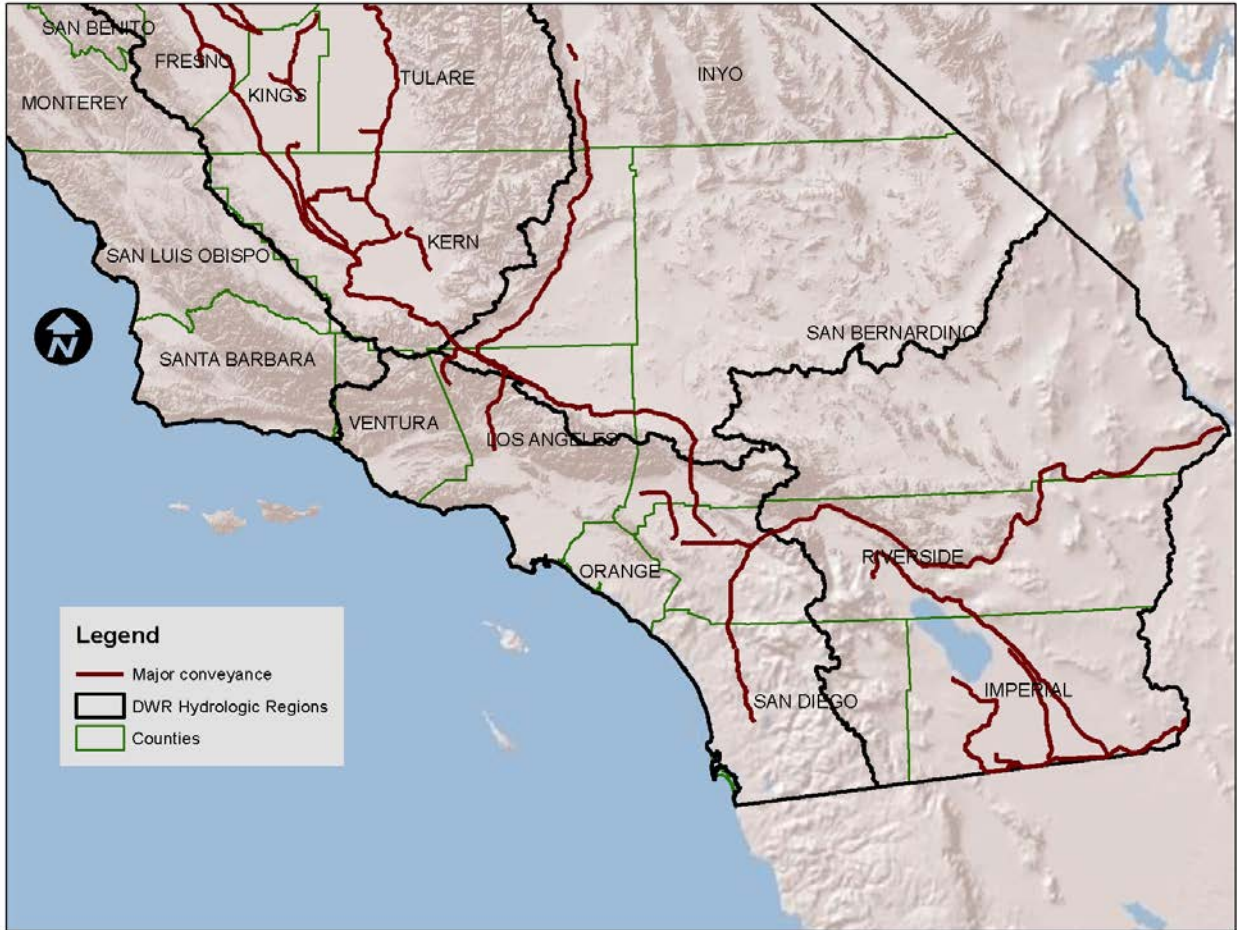 SAN BENITO
FRESNO
INYO
TULARE
KINGS
MONTEREY
KERN
SAN LUIS OBISPO
SAN BERNARDINO
SANTA BARBARA
VENTURA
LOS ANGELES
RIVERSIDE
ORANGE
IMPERIAL
SAN DIEGO
N
Legend
Major conveyance
DWR Hydrologic Regions
Counties